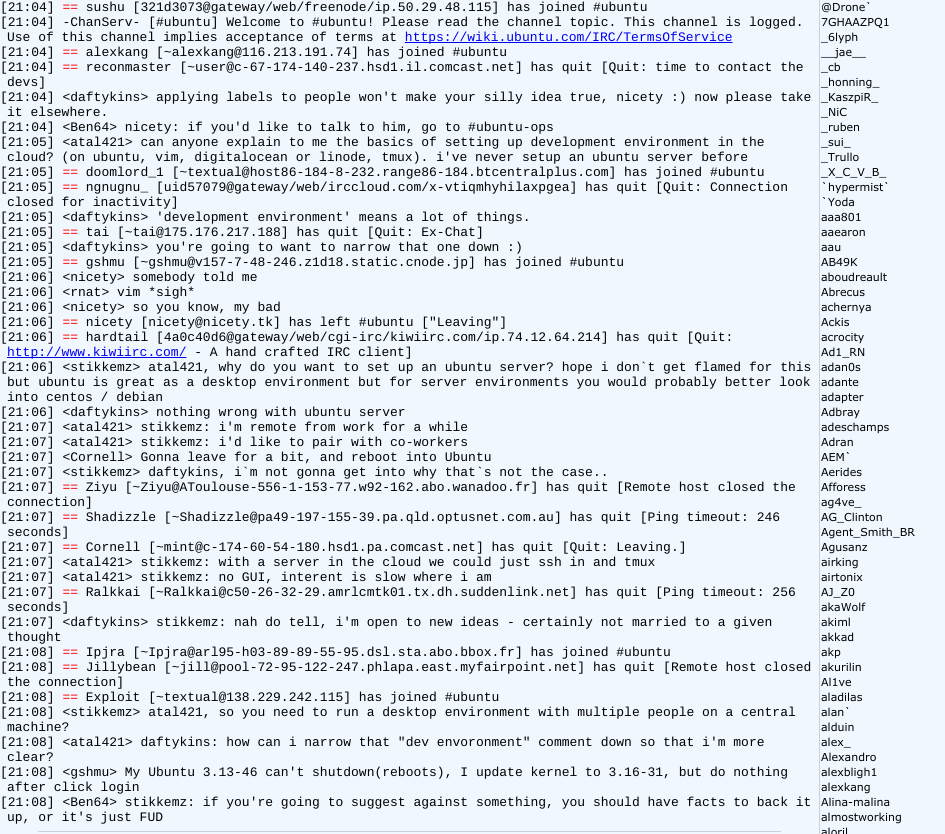 [21:04] == sushu [321d3073@gateway/web/freenode/ip.50.29.48.115] has joined #ubuntu
[21:04] -ChanServ- [#ubuntu] Welcome to #ubuntu! Please read the channel topic. This channel is logged.
Use of this channel implies acceptance of terms at https://wiki.ubuntu.com/IRC/TermsOfService
[21:04] == alexkang [~alexkang@116.213.191.74] has joined #ubuntu
[21:04] == reconmaster [~user@c-67-174-140-237.hsd1.il.comcast.net] has quit [Quit: time to contact the
devs]
[21:04] <daftykins> applying labels to people won't make your silly idea true, nicety :) now please take
it elsewhere.
[21:04] <Ben64> nicety: if you'd like to talk to him, go to #ubuntu-ops
[21:05] <atal421> can anyone explain to me the basics of setting up development environment in the
cloud? (on ubuntu, vim, digitalocean or linode, tmux). i've never setup an ubuntu server before
[21:05] == doomlord_1 [~textual@host86-184-8-232.range86-184.btcentralplus.com] has joined #ubuntu
[21:05] == ngnugnu_ [uid57079@gateway/web/irccloud.com/x-vtiqmhyhilaxpgea] has quit [Quit: Connection
closed for inactivity]
[21:05] <daftykins> 'development environment' means a lot of things.
[21:05] == tai [~tai@175.176.217.188] has quit [Quit: Ex-Chat]
[21:05] <daftykins> you're going to want to narrow that one down :)
[21:05] == gshmu [~gshmu@v157-7-48-246.z1d18.static.cnode.jp] has joined #ubuntu
[21:06] <nicety> somebody told me
[21:06] <rnat> vim *sigh*
[21:06] <nicety> so you know, my bad
[21:06] == nicety [nicety@nicety.tk] has left #ubuntu ["Leaving"]
[21:06] == hardtail [4a0c40d6@gateway/web/cgi-irc/kiwiirc.com/ip.74.12.64.214] has quit [Quit:
http://www.kiwiirc.com/ - A hand crafted IRC client]
[21:06] <stikkemz> atal421, why do you want to set up an ubuntu server? hope i don`t get flamed for this
but ubuntu is great as a desktop environment but for server environments you would probably better look
into centos / debian
[21:06] <daftykins> nothing wrong with ubuntu server
[21:07] <atal421> stikkemz: i'm remote from work for a while
[21:07] <atal421> stikkemz: i'd like to pair with co-workers
[21:07] <Cornell> Gonna leave for a bit, and reboot into Ubuntu
[21:07] <stikkemz> daftykins, i`m not gonna get into why that`s not the case..
[21:07] == Ziyu [~Ziyu@AToulouse-556-1-153-77.w92-162.abo.wanadoo.fr] has quit [Remote host closed the
connection]
[21:07] == Shadizzle [~Shadizzle@pa49-197-155-39.pa.qld.optusnet.com.au] has quit [Ping timeout: 246
seconds]
[21:07] == Cornell [~mint@c-174-60-54-180.hsd1.pa.comcast.net] has quit [Quit: Leaving.]
[21:07] <atal421> stikkemz: with a server in the cloud we could just ssh in and tmux
[21:07] <atal421> stikkemz: no GUI, interent is slow where i am
[21:07] == Ralkkai [~Ralkkai@c50-26-32-29.amrlcmtk01.tx.dh.suddenlink.net] has quit [Ping timeout: 256
seconds]
[21:07] <daftykins> stikkemz: nah do tell, i'm open to new ideas - certainly not married to a given
thought
[21:08] == Ipjra [~Ipjra@arl95-h03-89-89-55-95.dsl.sta.abo.bbox.fr] has joined #ubuntu
[21:08] == Jillybean [~jill@pool-72-95-122-247.phlapa.east.myfairpoint.net] has quit [Remote host closed
the connection]
[21:08] == Exploit [~textual@138.229.242.115] has joined #ubuntu
[21:08] <stikkemz> atal421, so you need to run a desktop environment with multiple people on a central
machine?
[21:08] <atal421> daftykins: how can i narrow that "dev envoronment" comment down so that i'm more
clear?
[21:08] <gshmu> My Ubuntu 3.13-46 can't shutdown(reboots), I update kernel to 3.16-31, but do nothing
after click login
[21:08] <Ben64> stikkemz: if you're going to suggest against something, you should have facts to back it
up, or it's just FUD
@Drone`
7GHAAZPQ1
_6lyph
__jae__
_cb
_honning_
_KaszpiR_
_NiC
_ruben
_sui_
_Trullo
_X_C_V_B_
`hypermist`
`Yoda
aaa801
aaearon
aau
AB49K
aboudreault
Abrecus
achernya
Ackis
acrocity
Ad1_RN
adan0s
adante
adapter
Adbray
adeschamps
Adran
AEM`
Aerides
Afforess
ag4ve_
AG_Clinton
Agent_Smith_BR
Agusanz
airking
airtonix
AJ_Z0
akaWolf
akiml
akkad
akp
akurilin
Al1ve
aladilas
alan`
alduin
alex_
Alexandro
alexbligh1
alexkang
Alina-malina
almostworking
aloril